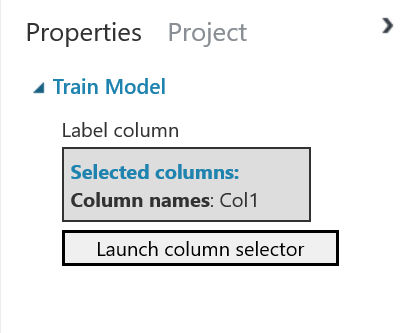 Properties Project
Train Model
Label column
Selected columns:
Column names: Col1
Launch column selector